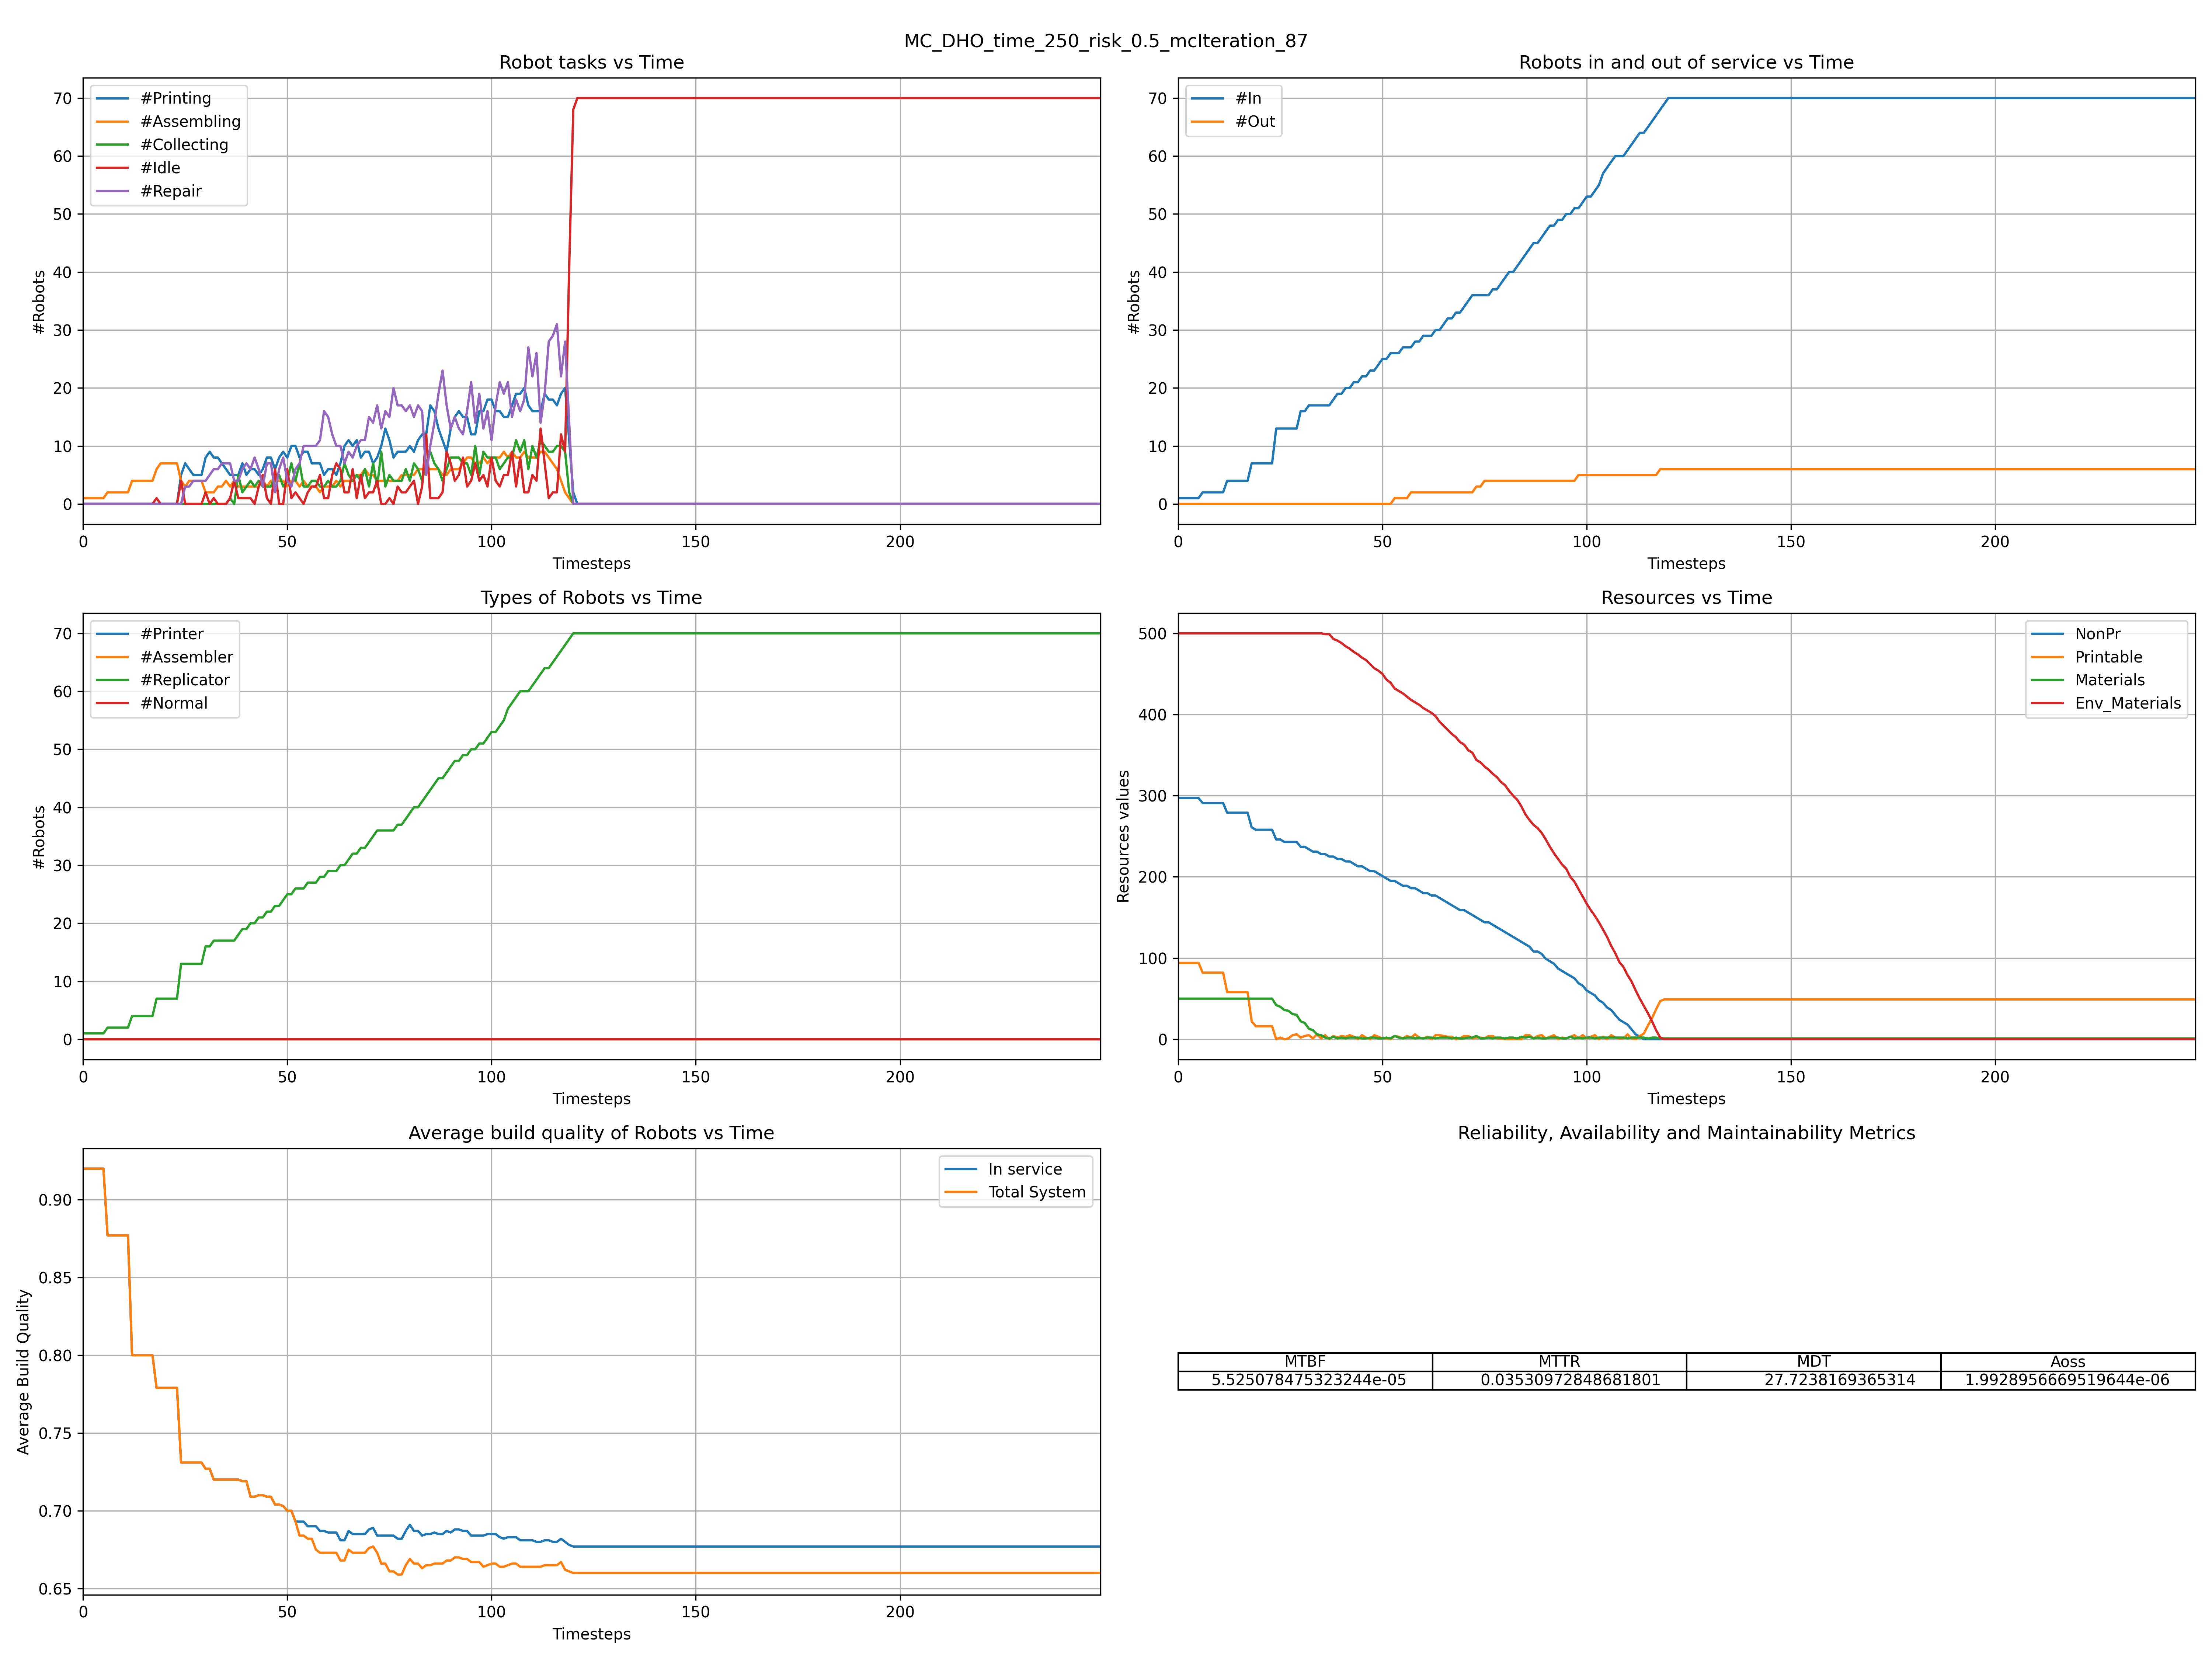 MC_DHO_time_250_risk_0.5_mcIteration_87
Robot tasks vs Time
#Printing
#Assembling
#Collecting
#Idle
#Repair
70
60
50
40
30
20
10
0
#Robots
0 50 100 150 200
Timesteps
Robots in and out of service vs Time
#In
#Out
70
60
50
40
30
20
10
0
#Robots
0 50 100 150 200
Timesteps
Types of Robots vs Time
#Printer
#Assembler
#Replicator
#Normal
70
60
50
40
30
20
10
0
#Robots
0 50 100 150 200
Timesteps
Resources vs Time
NonPr
Printable
Materials
Env_Materials
500
400
300
200
100
0
Resources values
0 50 100 150 200
Timesteps
Average build quality of Robots vs Time
In service
Total System
0.90
0.85
0.80
0.75
0.70
0.65
Average Build Quality
0 50 100 150 200
Timesteps
Reliability, Availability and Maintainability Metrics
MTBF MTTR MDT Aoss
5.525078475323244e-05 0.03530972848681801 27.7238169365314 1.9928956669519644e-06